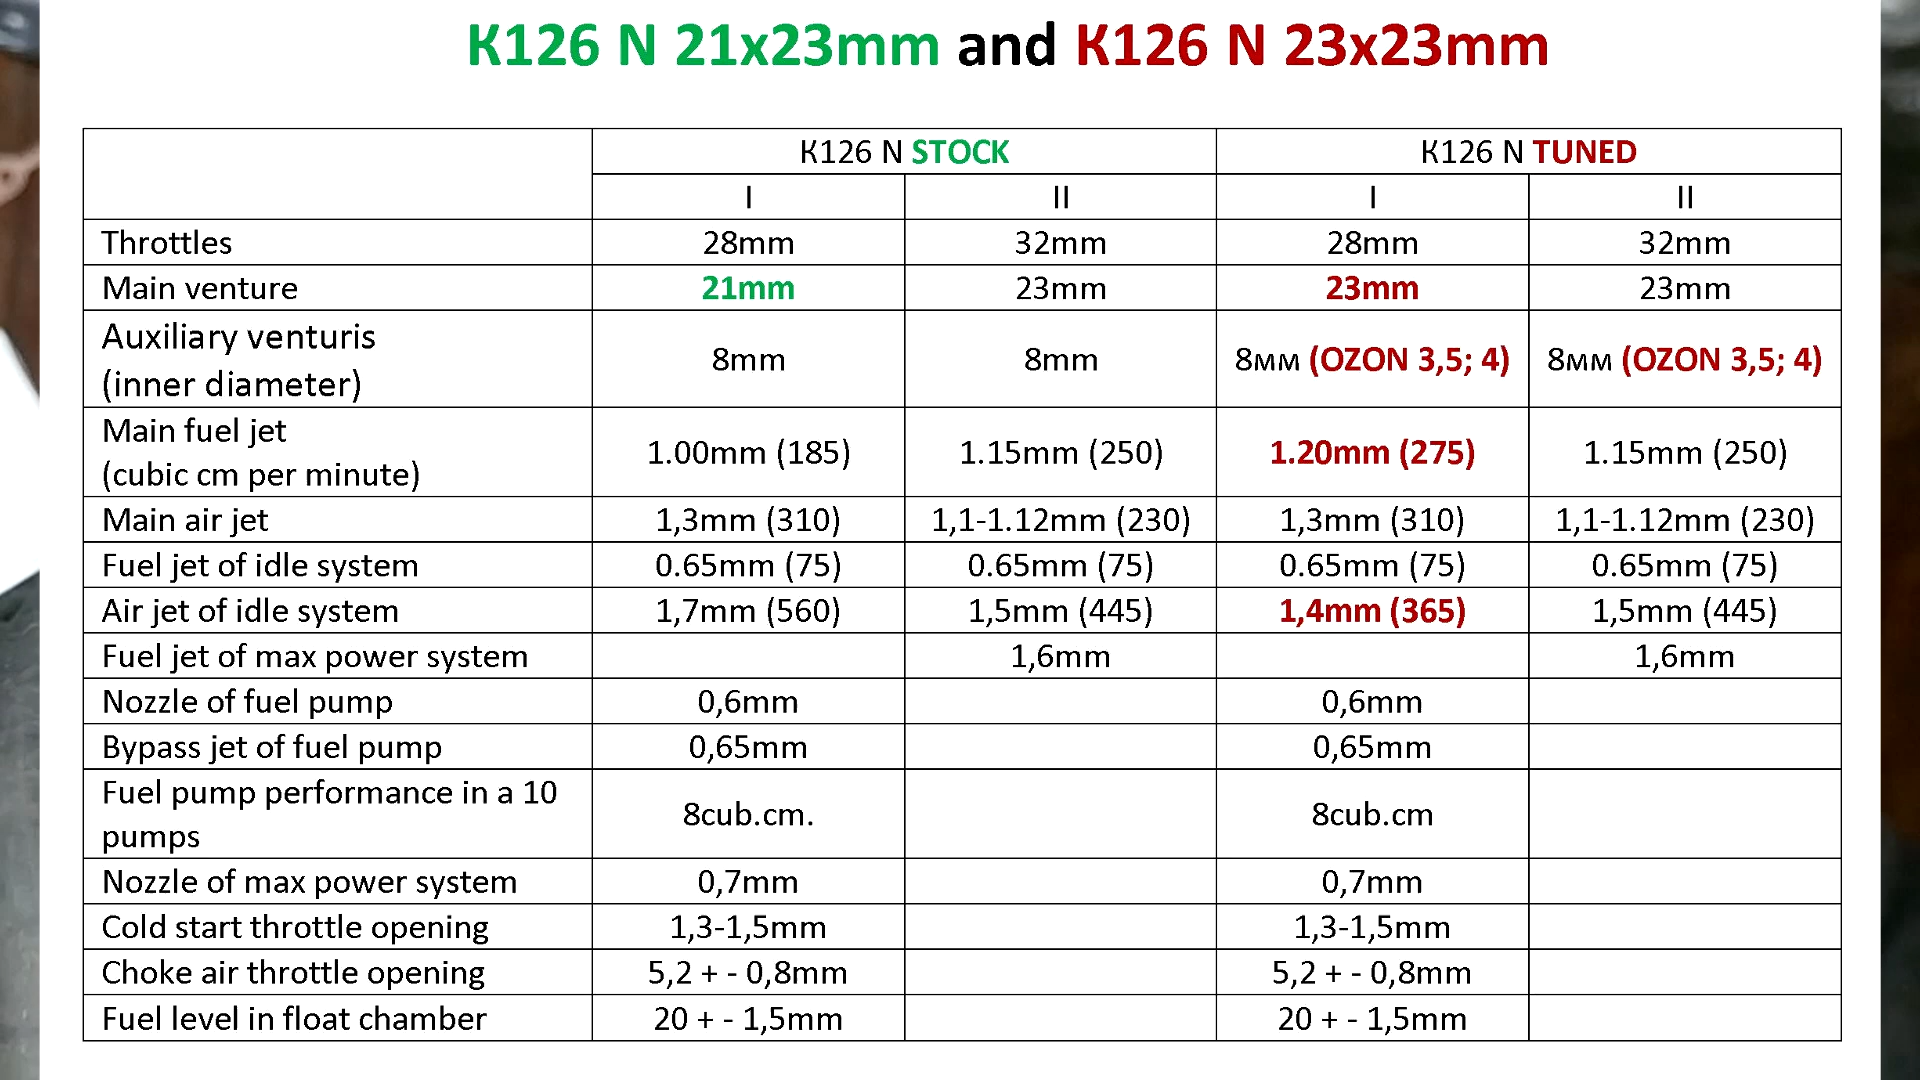 К126 N 21x23mm and К126 N 23x23mm
К126 N STOCK К126 N TUNED
I II I II
Throttles 28mm 32mm 28mm 32mm
Main venture 21mm 23mm 23mm 23mm
Auxiliary venturis
(inner diameter) 8mm 8mm 8мм (OZON 3,5; 4) 8мм (OZON 3,5; 4)
Main fuel jet
(cubic cm per minute) 1.00mm (185) 1.15mm (250) 1.20mm (275) 1.15mm (250)
Main air jet 1,3mm (310) 1,1-1.12mm (230) 1,3mm (310) 1,1-1.12mm (230)
Fuel jet of idle system 0.65mm (75) 0.65mm (75) 0.65mm (75) 0.65mm (75)
Air jet of idle system 1,7mm (560) 1,5mm (445) 1,4mm (365) 1,5mm (445)
Fuel jet of max power system 1,6mm 1,6mm
Nozzle of fuel pump 0,6mm 0,6mm
Bypass jet of fuel pump 0,65mm 0,65mm
Fuel pump performance in a 10
pumps 8cub.cm. 8cub.cm
Nozzle of max power system 0,7mm 0,7mm
Cold start throttle opening 1,3-1,5mm 1,3-1,5mm
Choke air throttle opening 5,2 + - 0,8mm 5,2 + - 0,8mm
Fuel level in float chamber 20 + - 1,5mm 20 + - 1,5mm